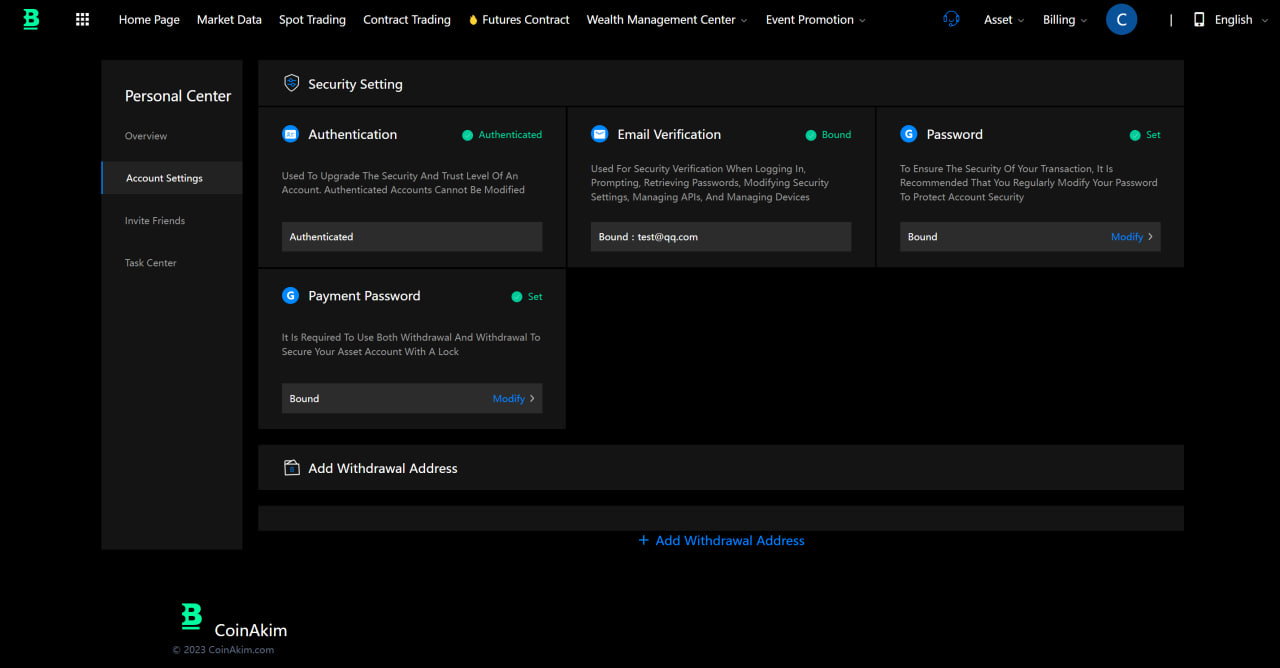 Home Page Market Data Spot Trading Contract Trading Futures Contract Wealth Management Center Event Promotion Asset Billing C | English
Personal Center
Overview
Account Settings
Invite Friends
Task Center
Security Setting
Authentication Authenticated
Used To Upgrade The Security And Trust Level Of An
Account. Authenticated Accounts Cannot Be Modified
Authenticated
Email Verification Bound
Used For Security Verification When Logging In,
Prompting, Retrieving Passwords, Modifying Security
Settings, Managing APIs, And Managing Devices
Bound : test@qq.com
G Password Set
To Ensure The Security Of Your Transaction, It Is
Recommended That You Regularly Modify Your Password
To Protect Account Security
Bound Modify >
G Payment Password Set
It Is Required To Use Both Withdrawal And Withdrawal To
Secure Your Asset Account With A Lock
Bound Modify >
Add Withdrawal Address
+ Add Withdrawal Address
CoinAkim
© 2023 CoinAkim.com